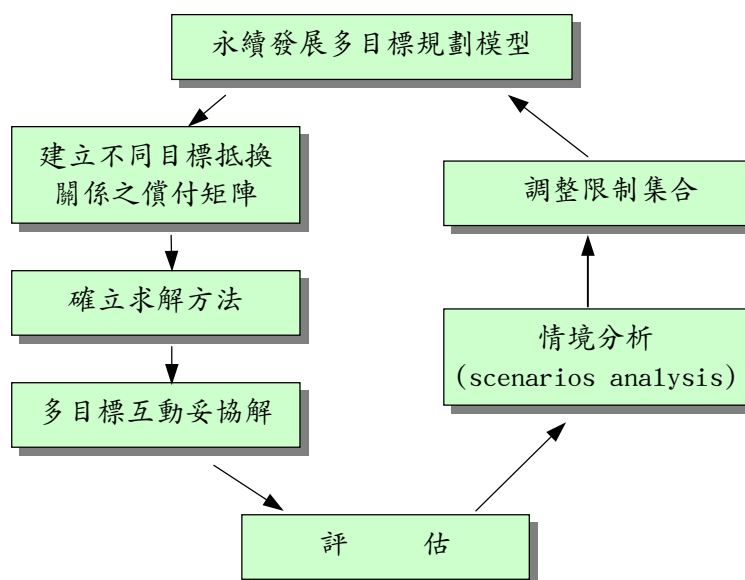 永續發展多目標規劃模型
建立不同目標抵換
關係之償付矩陣
確立求解方法
多目標互動妥協解
評 估
情境分析
(scenarios analysis)
調整限制集合